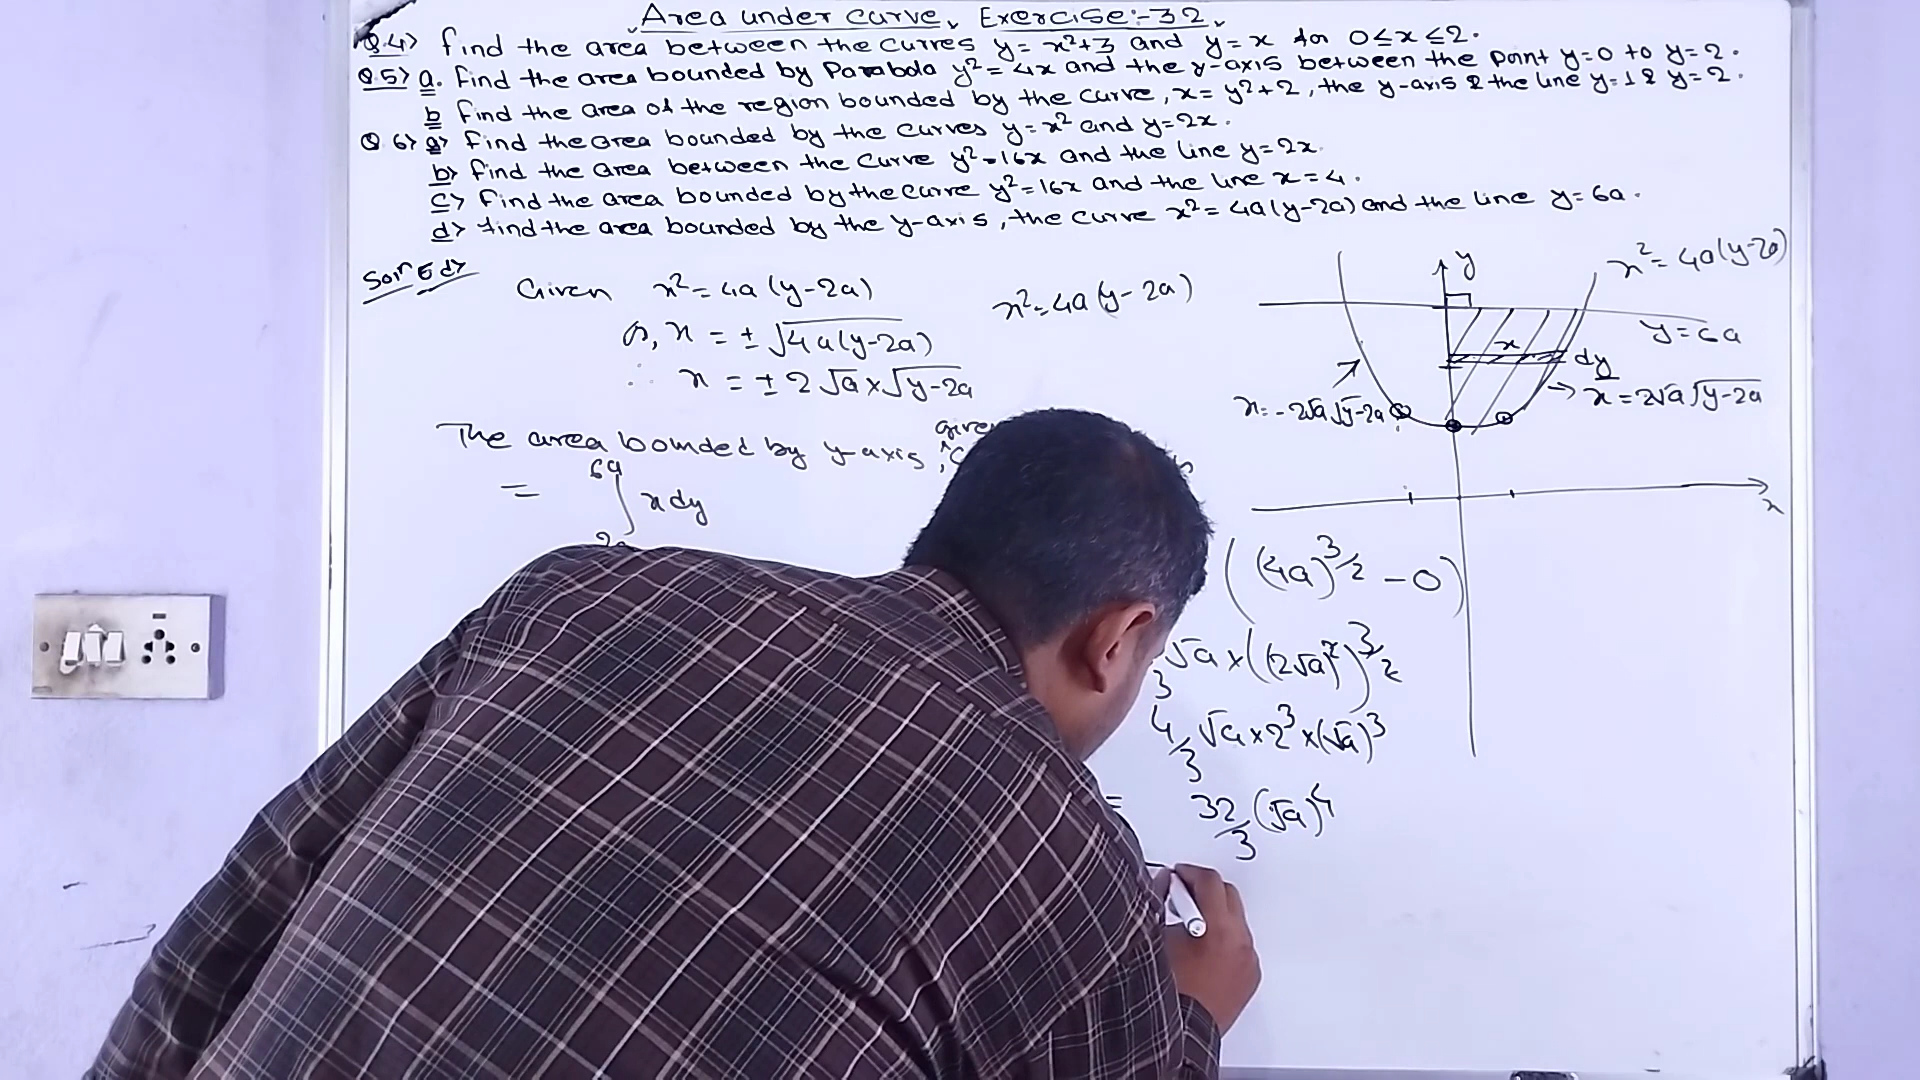 Area under curve, Exercise:-32
Q.4> find the area between the curves y= x²+3 and y=x for 0≤x≤2.
Q.5> a. Find the area bounded by Parabola y²= 4x and the y-axis between the point y=0 to y=2.
b find the area of the region bounded by the curve, x= y²+2, the y-axis & the line y=1 & y=2.
Q 6> a> Find the area bounded by the curves y=x² and y=2x.
b> find the area between the curve y²=16x and the line y=2x.
c> find the area bounded by the curve y²=16x and the line x=4.
d> find the area bounded by the y-axis, the curve x²= 4a(y-2a) and the line y=6a.
Given x²=4a(y-2a)
x²=4a(y-2a)
or, x = ±√4a(y-2a)
∴ x = ±2√a×√y-2a
The area bounded by y-axis, given
= ∫ 6a x dy
y
x²=4a(y-2a)
y=6a
x
dy
x=-2√a√y-2a
x=2√a√y-2a
x
((4a)^3/2 - 0)
3 √a×((2√a)²)^3/2
4/3 √a×2³×(√a)³
= 32/3 (√a)⁴